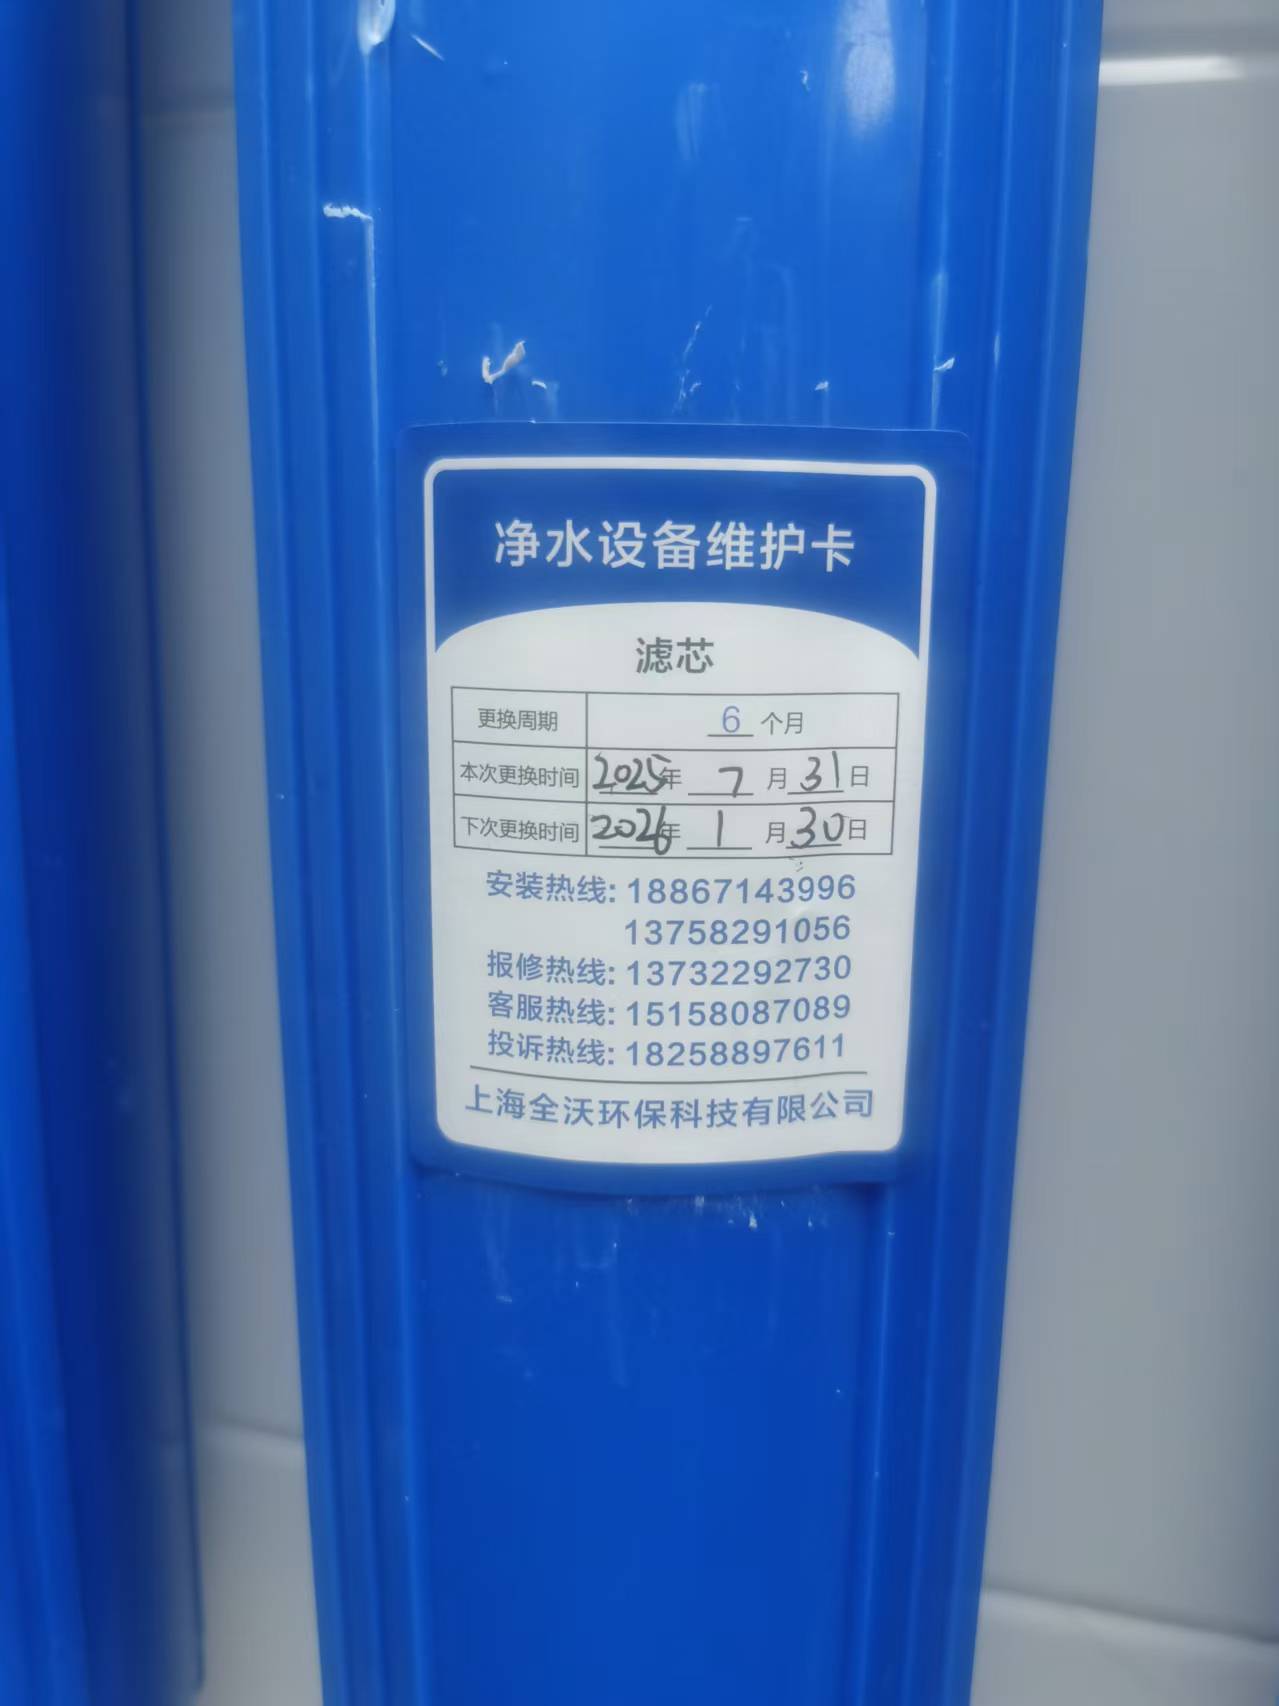 净水设备维护卡
滤芯
更换周期 6 个月
本次更换时间 2025年 7 月 31 日
下次更换时间 2026年 1 月 30 日
安装热线: 18867143996
13758291056
报修热线: 13732292730
客服热线: 15158087089
投诉热线: 18258897611
上海全沃环保科技有限公司